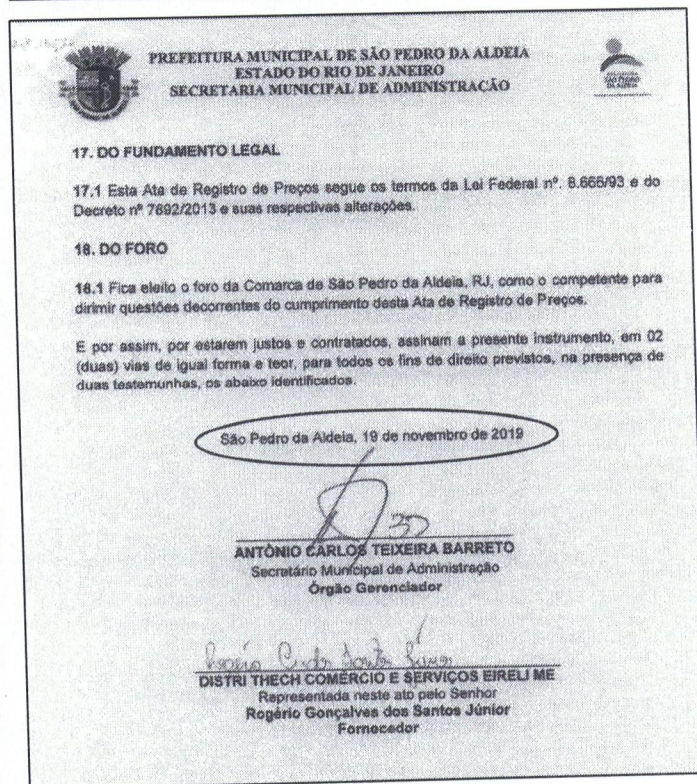 PREFEITURA MUNICIPAL DE SÃO PEDRO DA ALDEIA
ESTADO DO RIO DE JANEIRO
SECRETARIA MUNICIPAL DE ADMINISTRAÇÃO
SÃO PEDRO
DA ALDEIA
17. DO FUNDAMENTO LEGAL
17.1 Esta Ata de Registro de Preços segue os termos da Lei Federal nº. 8.666/93 e do
Decreto nº 7892/2013 e suas respectivas alterações.
18. DO FORO
18.1 Fica eleito o foro da Comarca de São Pedro da Aldeia, RJ, como o competente para
dirimir questões decorrentes do cumprimento desta Ata de Registro de Preços.
E por assim, por estarem justos e contratados, assinam a presente instrumento, em 02
(duas) vias de igual forma e teor, para todos os fins de direito previstos, na presença de
duas testemunhas, os abaixo identificados.
São Pedro da Aldeia, 19 de novembro de 2019
ANTÔNIO CARLOS TEIXEIRA BARRETO
Secretário Municipal de Administração
Órgão Gerenciador
DISTRI THECH COMÉRCIO E SERVIÇOS EIRELI ME
Representada neste ato pelo Senhor
Rogério Gonçalves dos Santos Júnior
Fornecedor